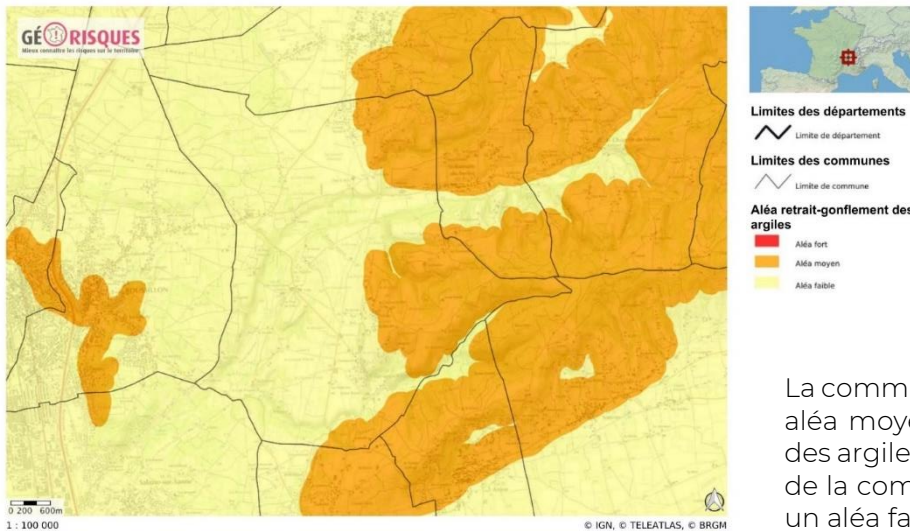 GÉORISQUES
Mieux connaître les risques sur le territoire
0 200 600m
1 : 100 000
© IGN, © TELEATLAS, © BRGM
Limites des départements
Limite de département
Limites des communes
Limite de commune
Aléa retrait-gonflement des
argiles
Aléa fort
Aléa moyen
Aléa faible
La comm
aléa moye
des argile
de la com
un aléa fa